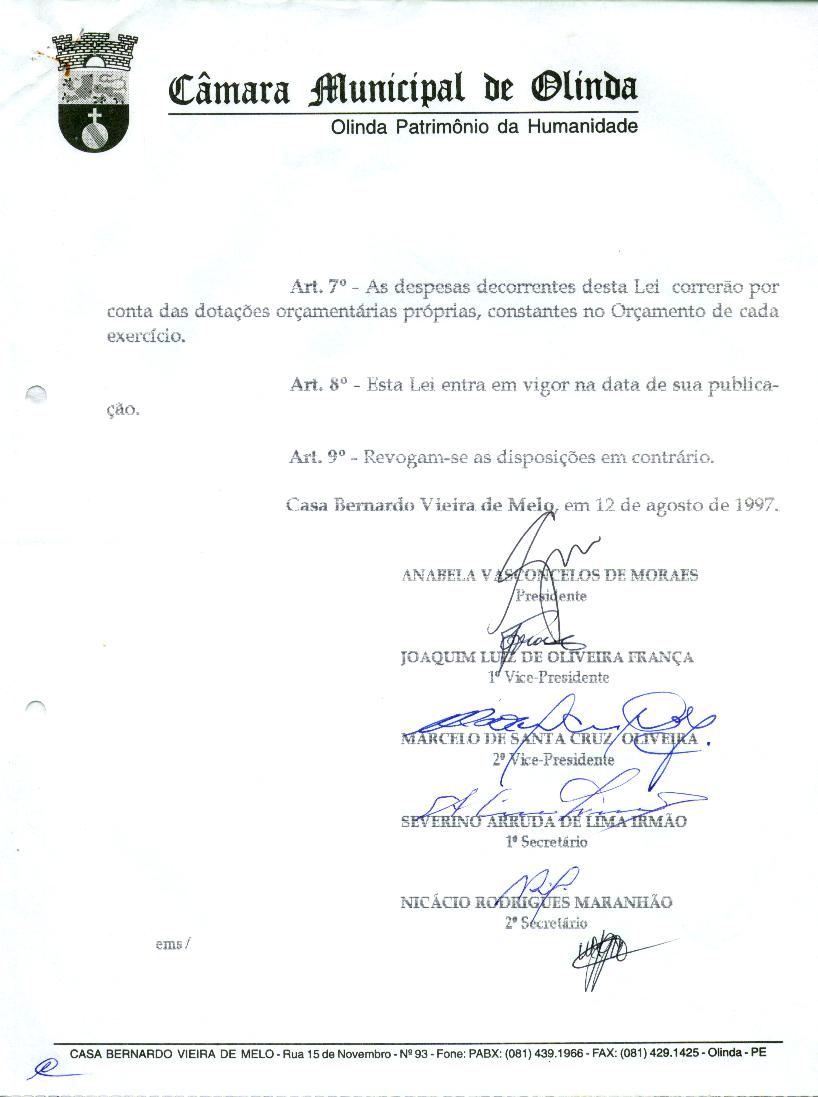 Câmara Municipal de Olinda
Olinda Patrimônio da Humanidade
Art. 7º - As despesas decorrentes desta Lei correrão por
conta das dotações orçamentárias próprias, constantes no Orçamento de cada
exercício.
Art. 8º - Esta Lei entra em vigor na data de sua publica-
ção.
Art. 9º - Revogam-se as disposições em contrário.
Casa Bernardo Vieira de Melo, em 12 de agosto de 1997.
ANABELA VASCONCELOS DE MORAES
Presidente
JOAQUIM LUIZ DE OLIVEIRA FRANÇA
1º Vice-Presidente
MARCELO DE SANTA CRUZ OLIVEIRA
2º Vice-Presidente
SEVERINO ARRUDA DE LIMA IRMÃO
1º Secretário
NICÁCIO RODRIGUES MARANHÃO
2º Secretário
ems/
CASA BERNARDO VIEIRA DE MELO - Rua 15 de Novembro - Nº 93 - Fone: PABX: (081) 439.1966 - FAX: (081) 429.1425 - Olinda - PE